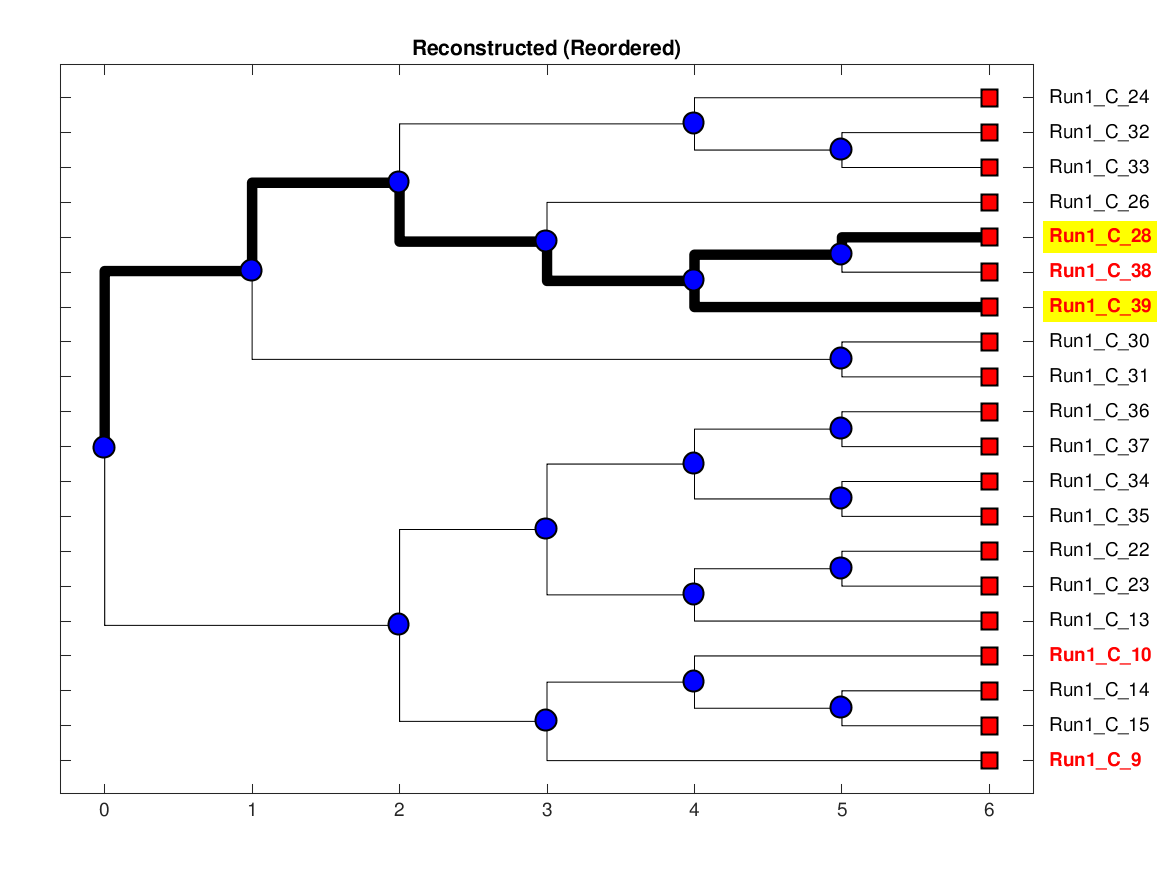 Reconstructed (Reordered)
Run1_C_24
Run1_C_32
Run1_C_33
Run1_C_26
Run1_C_28
Run1_C_38
Run1_C_39
Run1_C_30
Run1_C_31
Run1_C_36
Run1_C_37
Run1_C_34
Run1_C_35
Run1_C_22
Run1_C_23
Run1_C_13
Run1_C_10
Run1_C_14
Run1_C_15
Run1_C_9
0 1 2 3 4 5 6